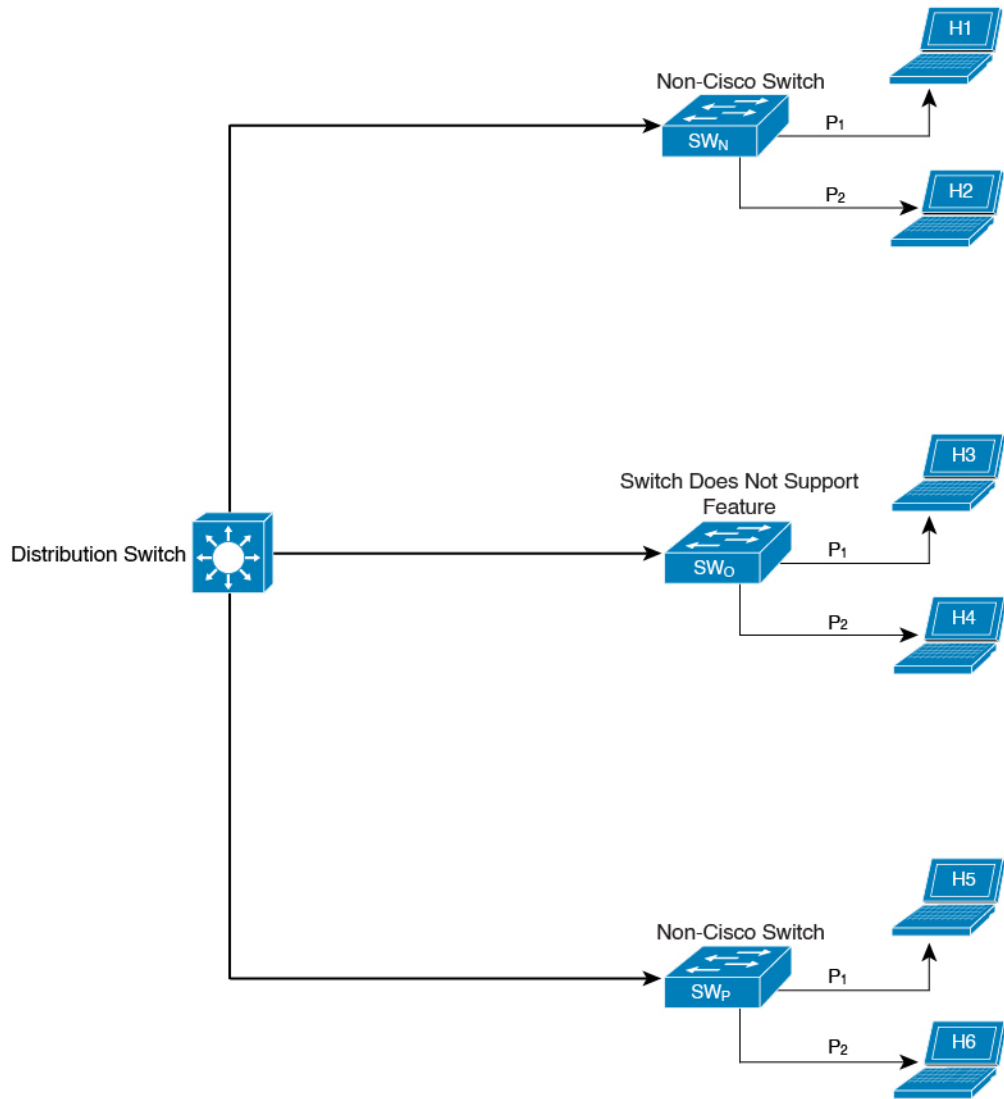 H1
Non-Cisco Switch
P1
SWN
H2
P2
H3
Switch Does Not Support
Feature
P1
Distribution Switch
SWO
H4
P2
H5
Non-Cisco Switch
P1
SWP
H6
P2